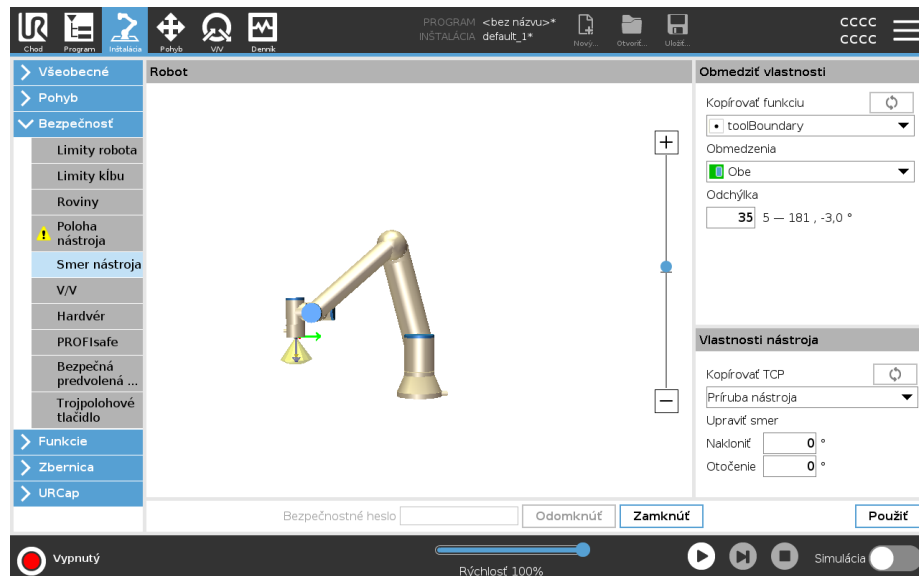 UR
PROGRAM <bez názvu>*
INŠTALÁCIA default_1*
CCCC
CCCC
Chod Program Inštalácia Pohyb V/V Denník Nový... Otvoriť... Uložiť...
Všeobecné
Pohyb
Bezpečnosť
Limity robota
Limity kĺbu
Roviny
Poloha
nástroja
Smer nástroja
V/V
Hardvér
PROFIsafe
Bezpečná
predvolená ...
Trojpolohové
tlačidlo
Funkcie
Zbernica
URCap
Robot
Obmedziť vlastnosti
Kopírovať funkciu
toolBoundary
Obmedzenia
Obe
Odchýlka
35 5 — 181 , -3,0 °
Vlastnosti nástroja
Kopírovať TCP
Príruba nástroja
Upraviť smer
Nakloniť 0 °
Otočenie 0 °
Bezpečnostné heslo Odomknúť Zamknúť Použiť
Vypnutý
Rýchlosť 100%
Simulácia